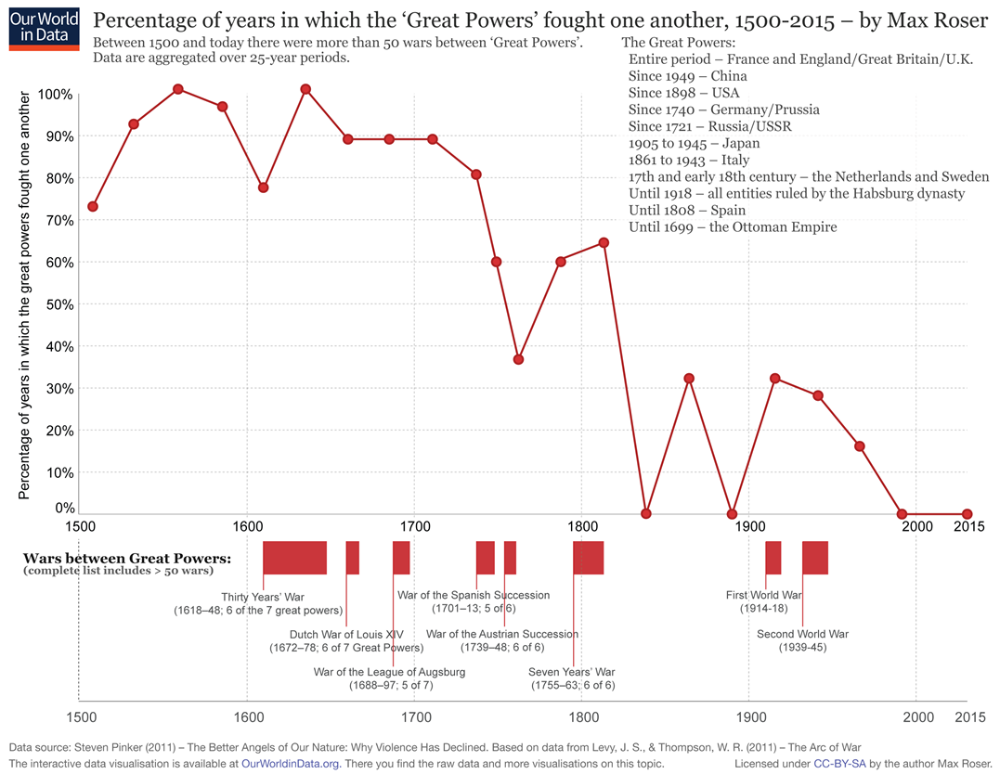 Our World
in Data
Percentage of years in which the ‘Great Powers’ fought one another, 1500-2015 – by Max Roser
Between 1500 and today there were more than 50 wars between ‘Great Powers’.
Data are aggregated over 25-year periods.
The Great Powers:
Entire period – France and England/Great Britain/U.K.
Since 1949 – China
Since 1898 – USA
Since 1740 – Germany/Prussia
Since 1721 – Russia/USSR
1905 to 1945 – Japan
1861 to 1943 – Italy
17th and early 18th century – the Netherlands and Sweden
Until 1918 – all entities ruled by the Habsburg dynasty
Until 1808 – Spain
Until 1699 – the Ottoman Empire
Percentage of years in which the great powers fought one another
100%
90%
80%
70%
60%
50%
40%
30%
20%
10%
0%
1500 1600 1700 1800 1900 2000 2015
Wars between Great Powers:
(complete list includes > 50 wars)
Thirty Years’ War
(1618–48; 6 of the 7 great powers)
War of the Spanish Succession
(1701–13; 5 of 6)
First World War
(1914-18)
Dutch War of Louis XIV
(1672–78; 6 of 7 Great Powers)
War of the Austrian Succession
(1739–48; 6 of 6)
Second World War
(1939-45)
War of the League of Augsburg
(1688–97; 5 of 7)
Seven Years’ War
(1755–63; 6 of 6)
1500 1600 1700 1800 1900 2000 2015
Data source: Steven Pinker (2011) – The Better Angels of Our Nature: Why Violence Has Declined. Based on data from Levy, J. S., & Thompson, W. R. (2011) – The Arc of War
The interactive data visualisation is available at OurWorldinData.org. There you find the raw data and more visualisations on this topic.
Licensed under CC-BY-SA by the author Max Roser.